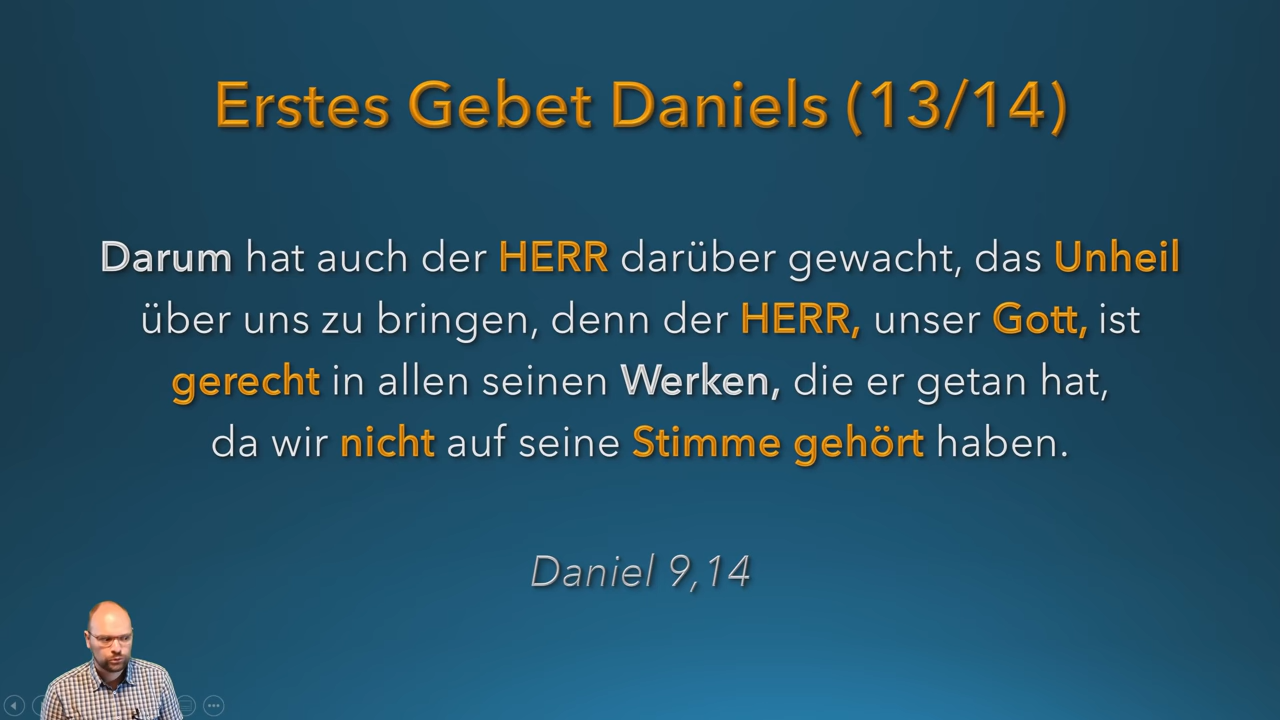 Erstes Gebet Daniels (13/14)
Darum hat auch der HERR darüber gewacht, das Unheil
über uns zu bringen, denn der HERR, unser Gott, ist
gerecht in allen seinen Werken, die er getan hat,
da wir nicht auf seine Stimme gehört haben.
Daniel 9,14